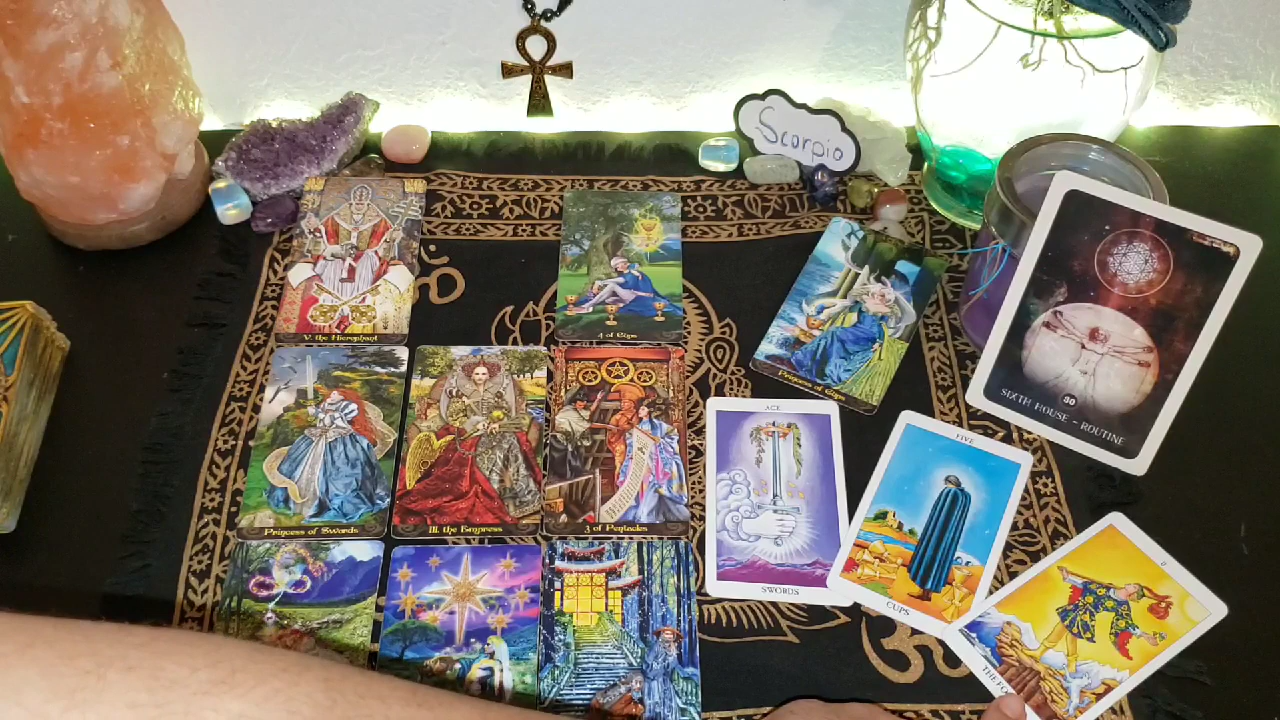 Scorpio
V. the Hierophant
4 of Cups
Princess of Cups
30
SIXTH HOUSE - ROUTINE
Princess of Swords
III. the Empress
3 of Pentacles
ACE
SWORDS
FIVE
CUPS
0